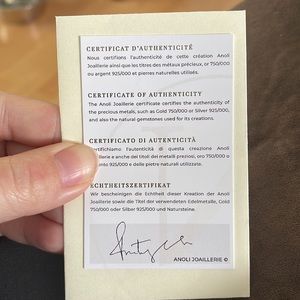 CERTIFICAT D'AUTHENTICITÉ
Nous certifions l'authenticité de cette création Anoli
Joaillerie ainsi que les titres des métaux précieux, or 750/000
ou argent 925/000 et pierres naturelles utilisés.
CERTIFICATE OF AUTHENTICITY
The Anoli Joaillerie certificate certifies the authenticity of
the precious metals, such as Gold 750/000 or Silver 925/000,
and also the natural gemstones used for its creations.
CERTIFICATO DI AUTENTICITÀ
Certifichiamo l'autenticità di questa creazione Anoli
Joaillerie e anche dei titoli dei metalli preziosi, oro 750/000 o
925/000 e delle pietre naturali utilizzate.
ECHTHEITSZERTIFIKAT
Wir bescheinigen die Echtheit dieser Kreation der Anoli
Joaillerie sowie die Titel der verwendeten Edelmetalle, Gold
750/000 oder Silber 925/000 und Natursteine.
ANOLI JOAILLERIE ©